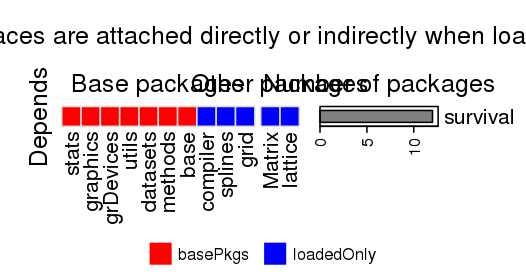 aces are attached directly or indirectly when loa
Base packages Other packages Number of packages
Depends
survival
stats
graphics
grDevices
utils
datasets
methods
base
compiler
splines
grid
Matrix
lattice
0 5 10
basePkgs loadedOnly